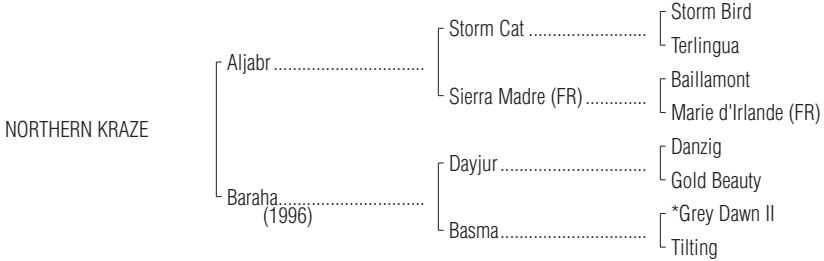 Storm Bird
Storm Cat ..........................
Terlingua
Aljabr ..................................
Baillamont
Sierra Madre (FR) .............
Marie d'Irlande (FR)
NORTHERN KRAZE
Danzig
Dayjur ................................
Gold Beauty
Baraha.................................
(1996)
*Grey Dawn II
Basma .................................
Tilting